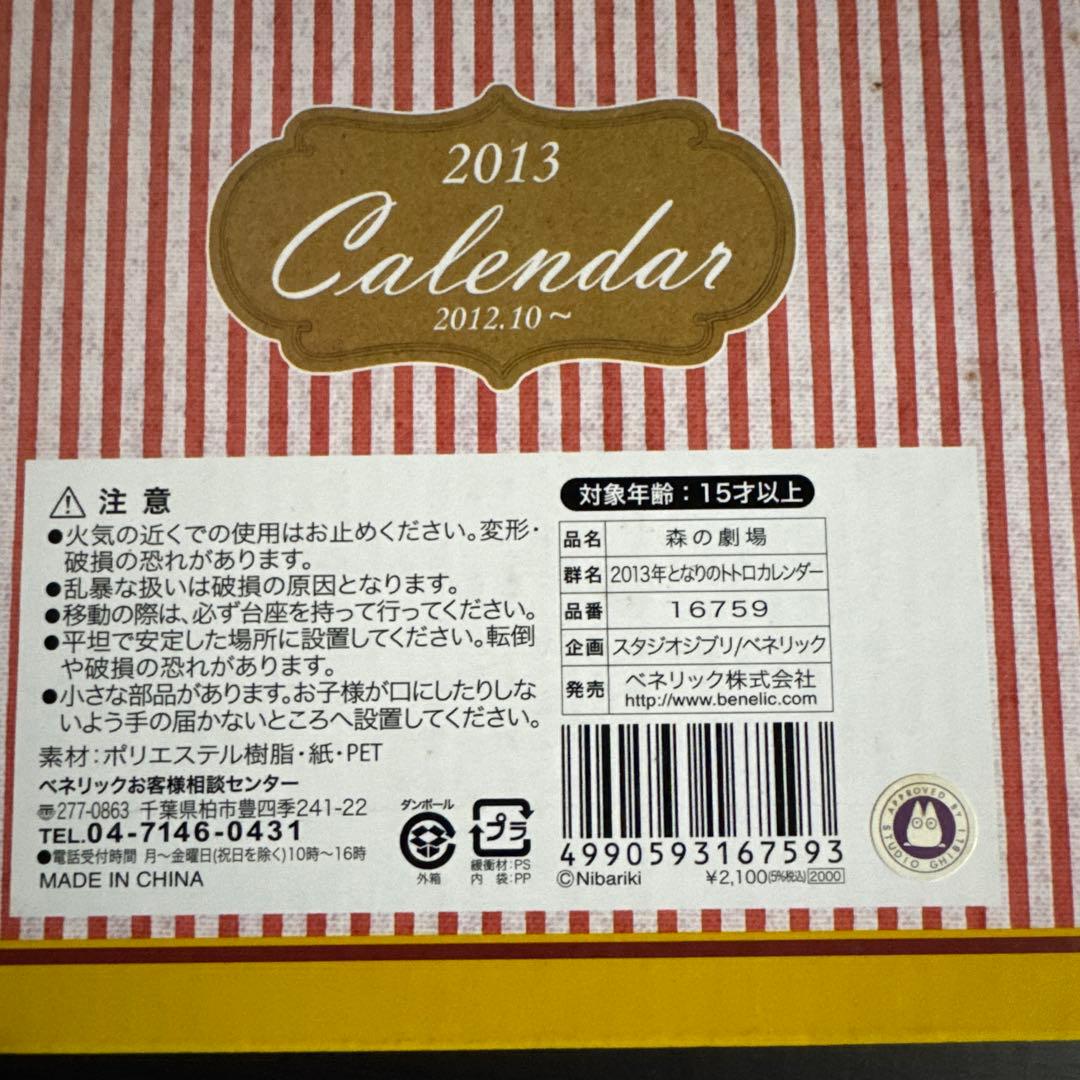 2013
Calendar
2012.10～
注意
●火気の近くでの使用はお止めください。変形・
破損の恐れがあります。
●乱暴な扱いは破損の原因となります。
●移動の際は、必ず台座を持って行ってください。
●平坦で安定した場所に設置してください。転倒
や破損の恐れがあります。
●小さな部品があります。お子様が口にしたりしな
いよう手の届かないところへ設置してください。
素材：ポリエステル樹脂・紙・PET
ベネリックお客様相談センター
〠277-0863 千葉県柏市豊四季241-22
TEL.04-7146-0431
●電話受付時間 月～金曜日(祝日を除く)10時～16時
MADE IN CHINA
ダンボール
外箱
プラ
緩衝材：PS
内 袋：PP
対象年齢：15才以上
品名 森の劇場
群名 2013年となりのトトロカレンダー
品番 16759
企画 スタジオジブリ/ベネリック
発売 ベネリック株式会社
http://www.benelic.com
4990593167593
©Nibariki ¥2,100(5%税込) 2000
APPROVED BY
STUDIO GHIBLI